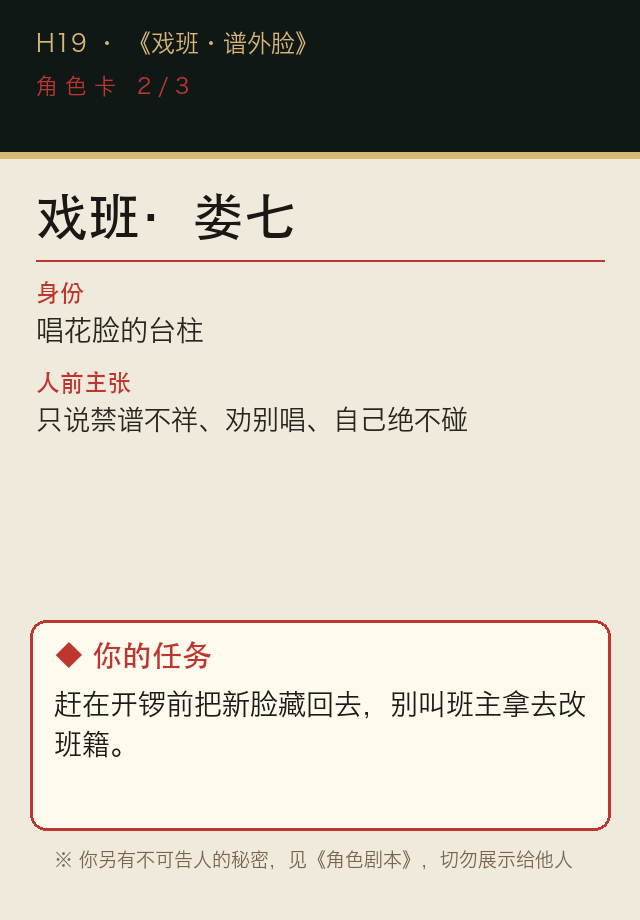 H19 · 《戏班·谱外脸》
角色卡 2/3
戏班· 娄七
身份
唱花脸的台柱
人前主张
只说禁谱不祥、劝别唱、自己绝不碰
◆ 你的任务
赶在开锣前把新脸藏回去，别叫班主拿去改
班籍。
※ 你另有不可告人的秘密，见《角色剧本》，切勿展示给他人